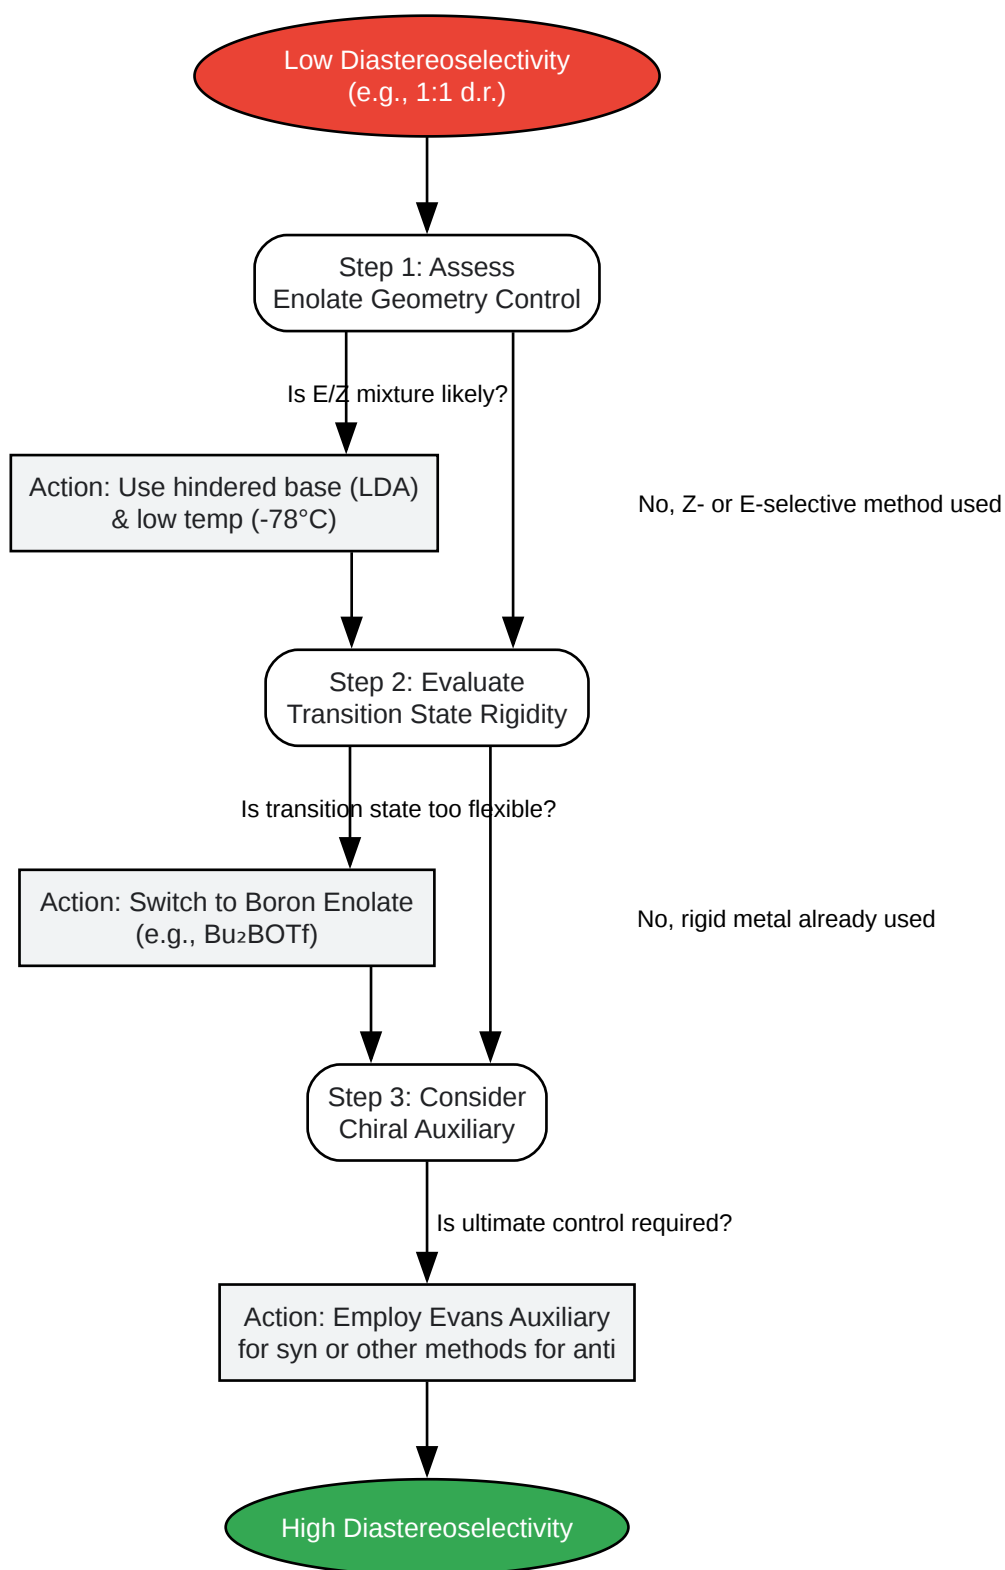 Low Diastereoselectivity
(e.g., 1:1 d.r.)
Step 1: Assess
Enolate Geometry Control
Is E/Z mixture likely?
Action: Use hindered base (LDA)
& low temp (-78°C)
No, Z- or E-selective method used
Step 2: Evaluate
Transition State Rigidity
Is transition state too flexible?
Action: Switch to Boron Enolate
(e.g., Bu₂BOTf)
No, rigid metal already used
Step 3: Consider
Chiral Auxiliary
Is ultimate control required?
Action: Employ Evans Auxiliary
for syn or other methods for anti
High Diastereoselectivity